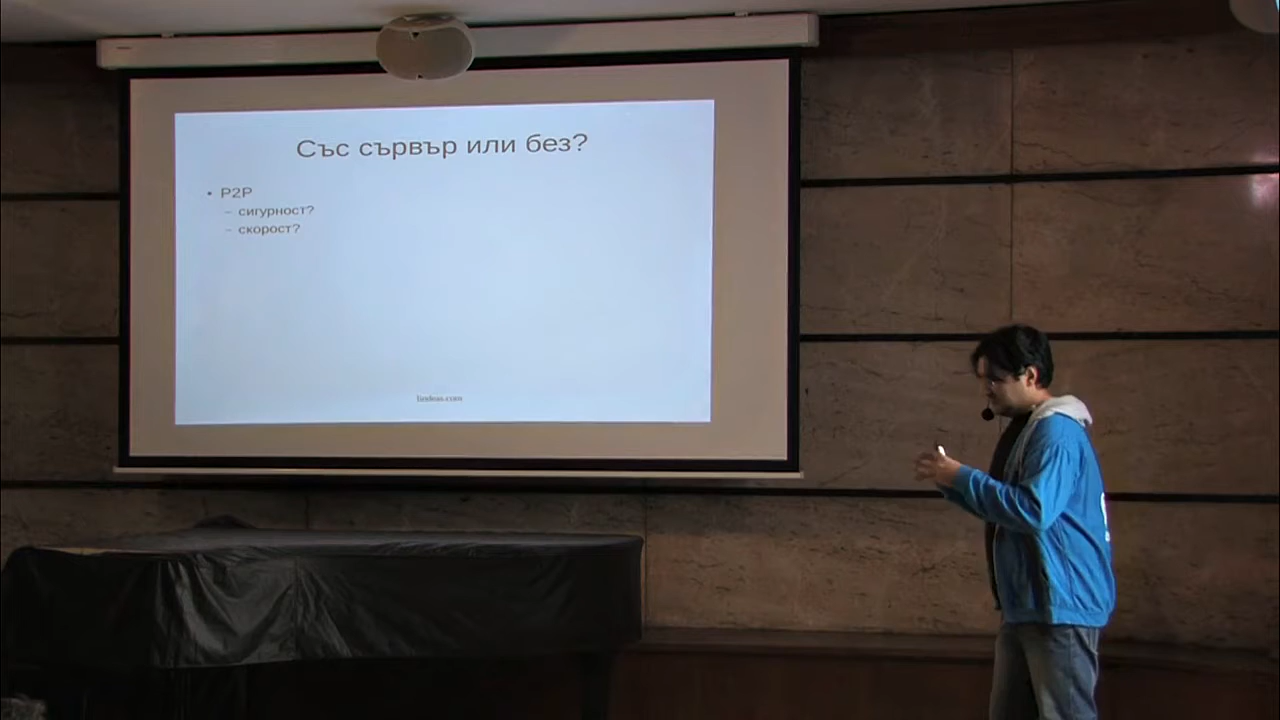 Със сървър или без?
• P2P
– сигурност?
– скорост?